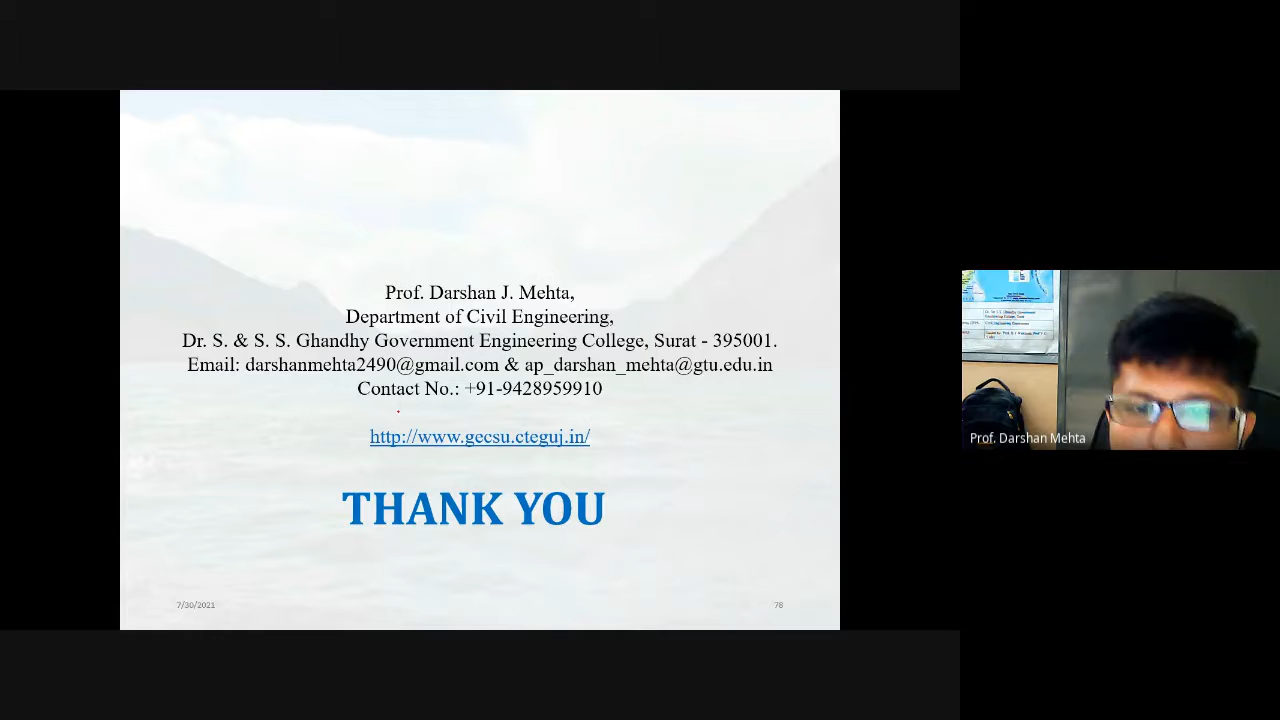 Prof. Darshan J. Mehta,
Department of Civil Engineering,
Dr. S. & S. S. Ghandhy Government Engineering College, Surat - 395001.
Email: darshanmehta2490@gmail.com & ap_darshan_mehta@gtu.edu.in
Contact No.: +91-9428959910
http://www.gecsu.cteguj.in/
THANK YOU
7/30/2021
78
Prof. Darshan Mehta